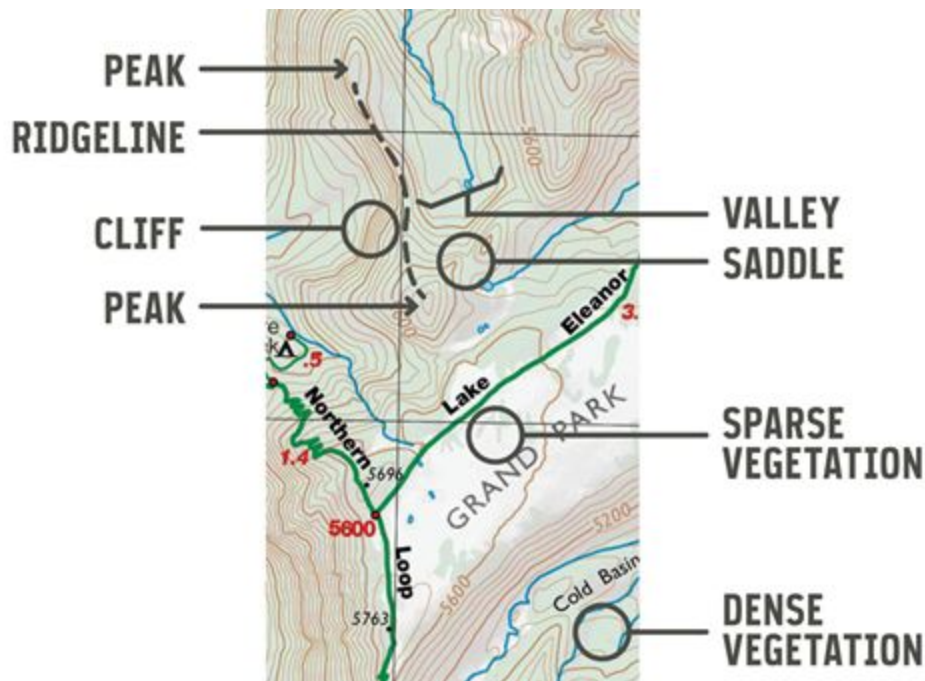 PEAK
RIDGELINE
CLIFF
PEAK
VALLEY
SADDLE
SPARSE
VEGETATION
DENSE
VEGETATION
5600
Eleanor
3.
.5
Lake
Northern
1.4
5696
GRAND PARK
5600
Loop
5200
5600
5763
Cold Basin